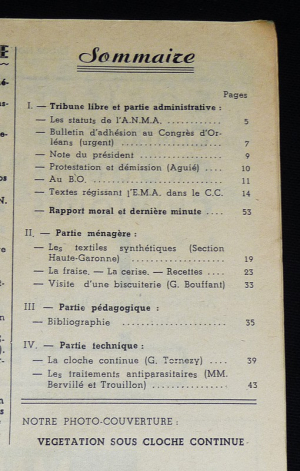 Sommaire
Pages
I. — Tribune libre et partie administrative :
— Les statuts de l'A.N.M.A. ............ 5
— Bulletin d'adhésion au Congrès d'Or-
léans (urgent) .................... 7
— Note du président ................ 9
— Protestation et démission (Aguié) .... 10
— Au B.O. ........................ 11
— Textes régissant l'E.M.A. dans le C.C. 14
— Rapport moral et dernière minute .... 53
II. — Partie ménagère :
— Les textiles synthétiques (Section
Haute-Garonne) .................. 19
— La fraise. — La cerise. — Recettes .... 23
— Visite d'une biscuiterie (G. Bouffant) 33
III — Partie pédagogique :
— Bibliographie .................... 35
IV. — Partie technique :
— La cloche continue (G. Tornezy) .... 39
— Les traitements antiparasitaires (MM.
Bervillé et Trouillon) ................ 43
NOTRE PHOTO-COUVERTURE :
VEGETATION SOUS CLOCHE CONTINUE